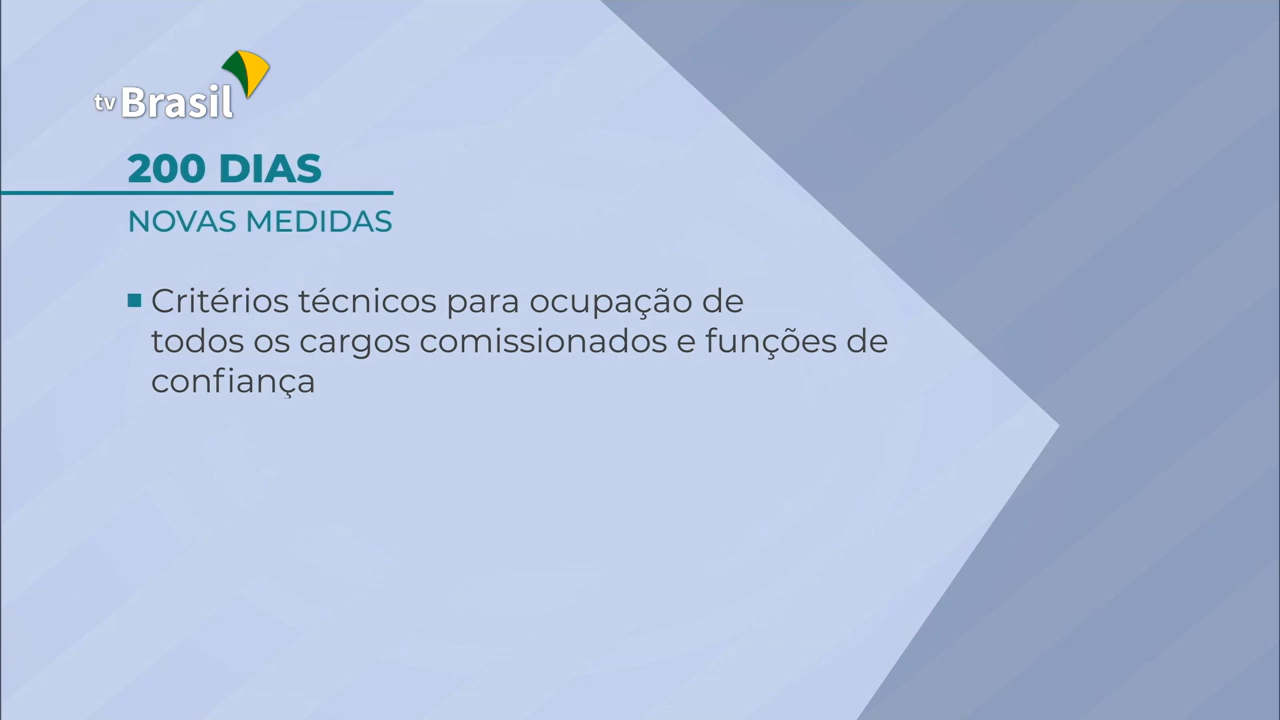 tv Brasil
200 DIAS
NOVAS MEDIDAS
Critérios técnicos para ocupação de
todos os cargos comissionados e funções de
confiança